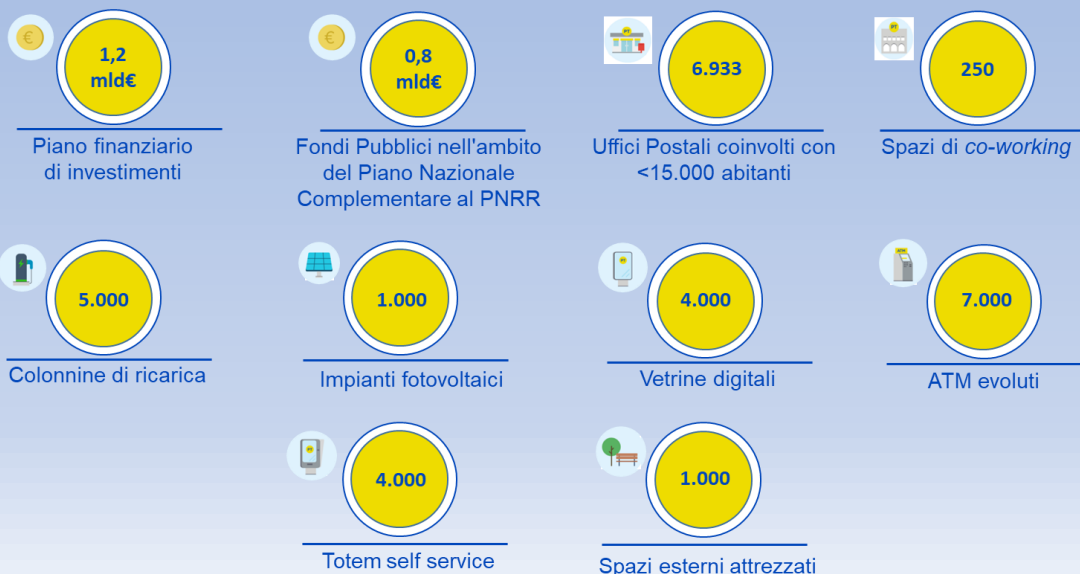 1,2
mld€
Piano finanziario
di investimenti
0,8
mld€
Fondi Pubblici nell'ambito
del Piano Nazionale
Complementare al PNRR
6.933
Uffici Postali coinvolti con
<15.000 abitanti
250
Spazi di co-working
5.000
Colonnine di ricarica
1.000
Impianti fotovoltaici
4.000
Vetrine digitali
7.000
ATM evoluti
4.000
Totem self service
1.000
Spazi esterni attrezzati